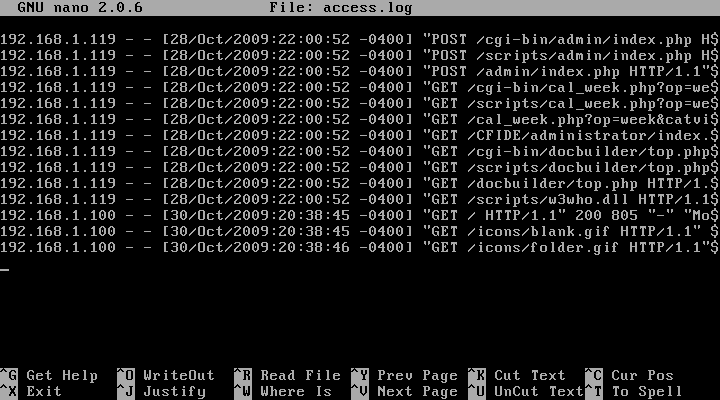 GNU nano 2.0.6 File: access.log
192.168.1.119 - - [28/Oct/2009:22:00:52 -0400] "POST /cgi-bin/admin/index.php H$
192.168.1.119 - - [28/Oct/2009:22:00:52 -0400] "POST /scripts/admin/index.php H$
192.168.1.119 - - [28/Oct/2009:22:00:52 -0400] "POST /admin/index.php HTTP/1.1"$
192.168.1.119 - - [28/Oct/2009:22:00:52 -0400] "GET /cgi-bin/cal_week.php?op=we$
192.168.1.119 - - [28/Oct/2009:22:00:52 -0400] "GET /scripts/cal_week.php?op=we$
192.168.1.119 - - [28/Oct/2009:22:00:52 -0400] "GET /cal_week.php?op=week&catvi$
192.168.1.119 - - [28/Oct/2009:22:00:52 -0400] "GET /CFIDE/administrator/index.$
192.168.1.119 - - [28/Oct/2009:22:00:52 -0400] "GET /cgi-bin/docbuilder/top.php$
192.168.1.119 - - [28/Oct/2009:22:00:52 -0400] "GET /scripts/docbuilder/top.php$
192.168.1.119 - - [28/Oct/2009:22:00:52 -0400] "GET /docbuilder/top.php HTTP/1.$
192.168.1.119 - - [28/Oct/2009:22:00:52 -0400] "GET /scripts/w3who.dll HTTP/1.1$
192.168.1.100 - - [30/Oct/2009:20:38:45 -0400] "GET / HTTP/1.1" 200 805 "-" "Mo$
192.168.1.100 - - [30/Oct/2009:20:38:45 -0400] "GET /icons/blank.gif HTTP/1.1" $
192.168.1.100 - - [30/Oct/2009:20:38:46 -0400] "GET /icons/folder.gif HTTP/1.1"$
^G Get Help ^O WriteOut ^R Read File ^Y Prev Page ^K Cut Text ^C Cur Pos
^X Exit ^J Justify ^W Where Is ^V Next Page ^U UnCut Text ^T To Spell